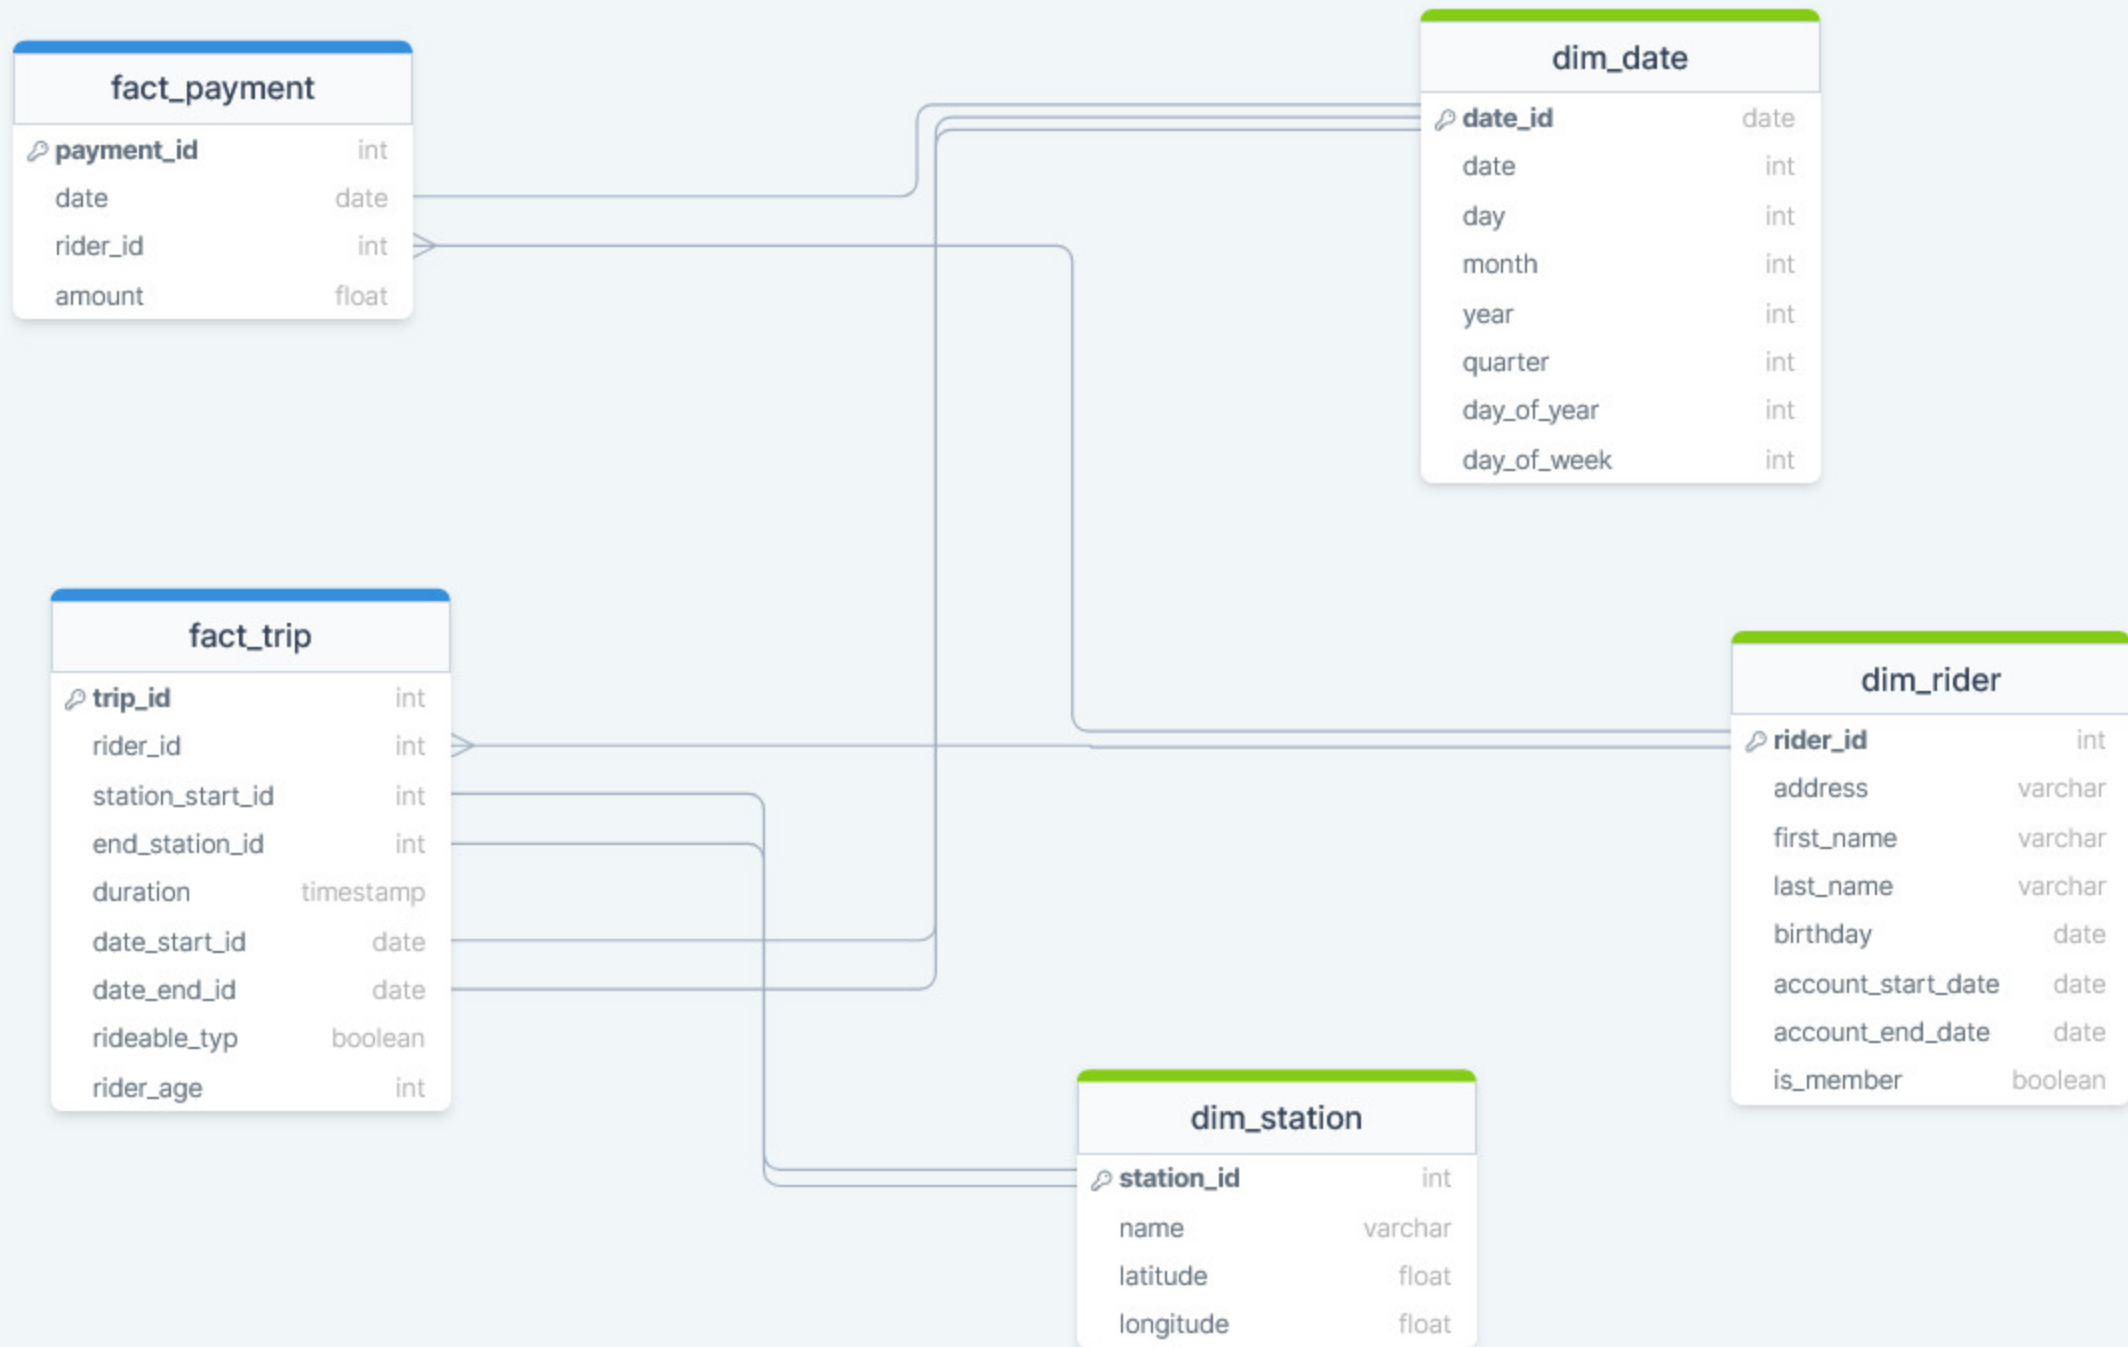 fact_payment
payment_id int
date date
rider_id int
amount float
dim_date
date_id date
date int
day int
month int
year int
quarter int
day_of_year int
day_of_week int
fact_trip
trip_id int
rider_id int
station_start_id int
end_station_id int
duration timestamp
date_start_id date
date_end_id date
rideable_typ boolean
rider_age int
dim_rider
rider_id int
address varchar
first_name varchar
last_name varchar
birthday date
account_start_date date
account_end_date date
is_member boolean
dim_station
station_id int
name varchar
latitude float
longitude float